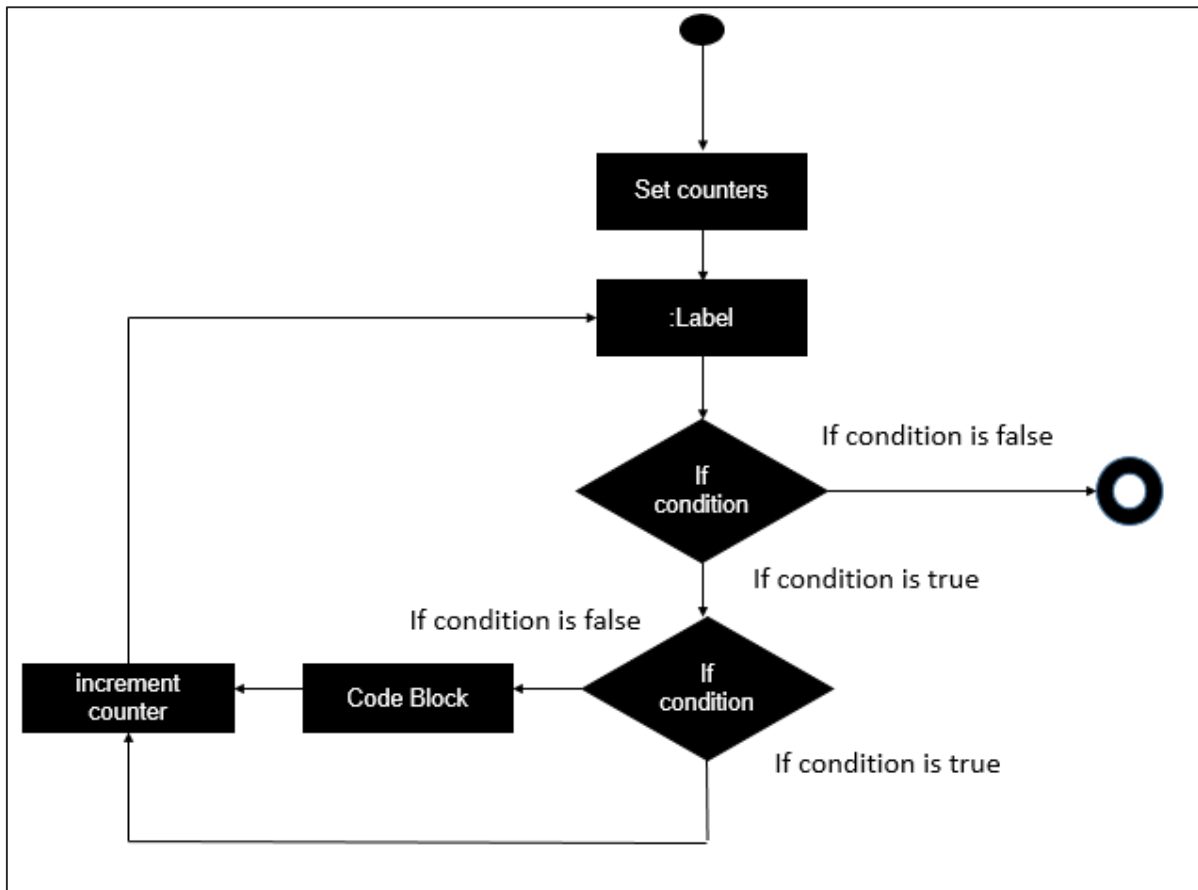 Set counters
:Label
If condition is false
If
condition
If condition is true
If condition is false
If
condition
Code Block
increment
counter
If condition is true